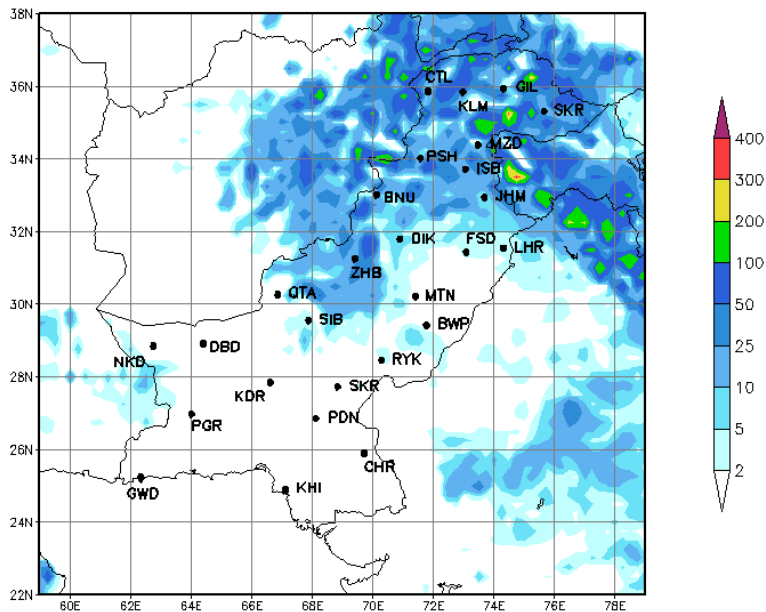 38N
36N
34N
32N
30N
28N
26N
24N
22N
60E 62E 64E 66E 68E 70E 72E 74E 76E 78E
CTL
GIL
KLM
SKR
MZD
PSH
ISB
BNU
JHM
DIK
FSD
LHR
ZHB
QTA
MTN
SIB
BWP
NKD
DBD
RYK
KDR
SKR
PGR
PDN
CHR
GWD
KHI
400
300
200
100
50
25
10
5
2